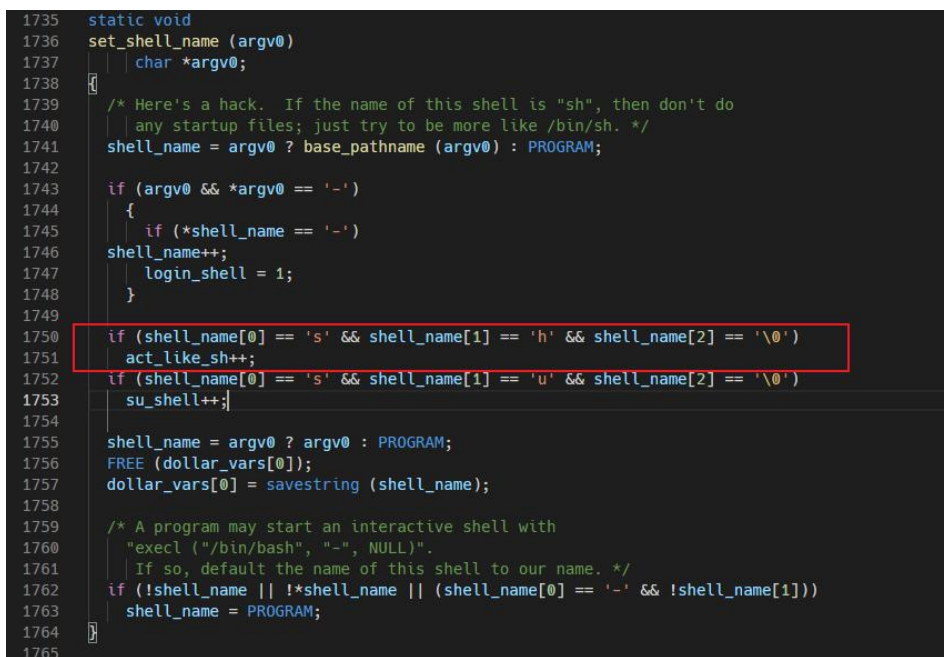 1735 static void
1736 set_shell_name (argv0)
1737 char *argv0;
1738 {
1739 /* Here's a hack.  If the name of this shell is "sh", then don't do
1740 any startup files; just try to be more like /bin/sh. */
1741 shell_name = argv0 ? base_pathname (argv0) : PROGRAM;
1742
1743 if (argv0 && *argv0 == '-')
1744 {
1745 if (*shell_name == '-')
1746 shell_name++;
1747 login_shell = 1;
1748 }
1749
1750 if (shell_name[0] == 's' && shell_name[1] == 'h' && shell_name[2] == '\0')
1751 act_like_sh++;
1752 if (shell_name[0] == 's' && shell_name[1] == 'u' && shell_name[2] == '\0')
1753 su_shell++;
1754
1755 shell_name = argv0 ? argv0 : PROGRAM;
1756 FREE (dollar_vars[0]);
1757 dollar_vars[0] = savestring (shell_name);
1758
1759 /* A program may start an interactive shell with
1760 "execl ("/bin/bash", "-", NULL)".
1761 If so, default the name of this shell to our name. */
1762 if (!shell_name || !*shell_name || (shell_name[0] == '-' && !shell_name[1]))
1763 shell_name = PROGRAM;
1764 }
1765